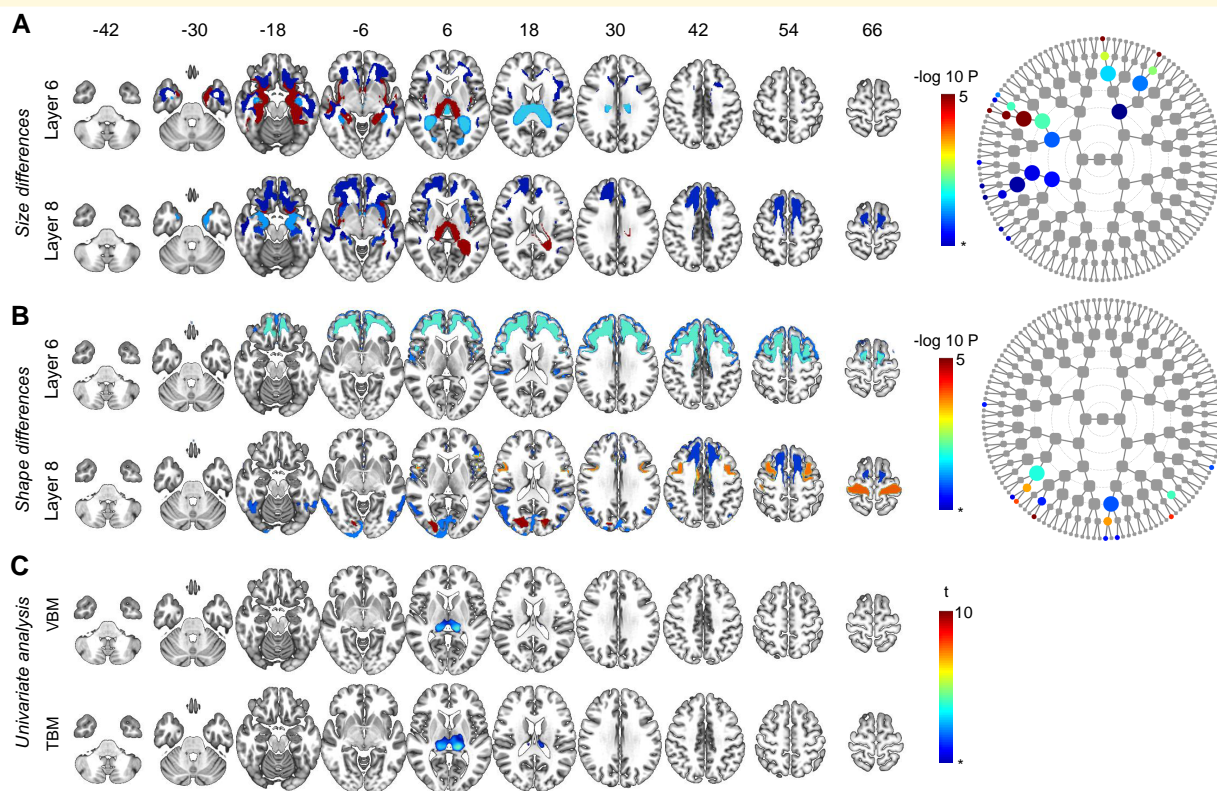 A
-42 -30 -18 -6 6 18 30 42 54 66
Size differences
Layer 6
Layer 8
-log 10 P
5
*
B
Shape differences
Layer 6
Layer 8
-log 10 P
5
*
C
Univariate analysis
VBM
TBM
t
10
*